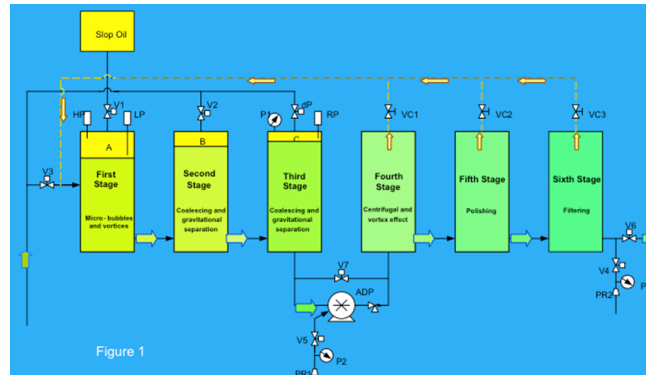 Slop Oil
HP
V1
LP
V2
P1
dP
RP
VC1
VC2
VC3
A
B
C
V3
First
Stage
Micro- bubbles
and vortices
Second
Stage
Coalescing and
gravitational
separation
Third
Stage
Coalescing and
gravitational
separation
Fourth
Stage
Centrifugal and
vortex effect
Fifth Stage
Polishing
Sixth Stage
Filtering
V6
V7
V4
ADP
P
PR2
V5
P2
PR1
Figure 1